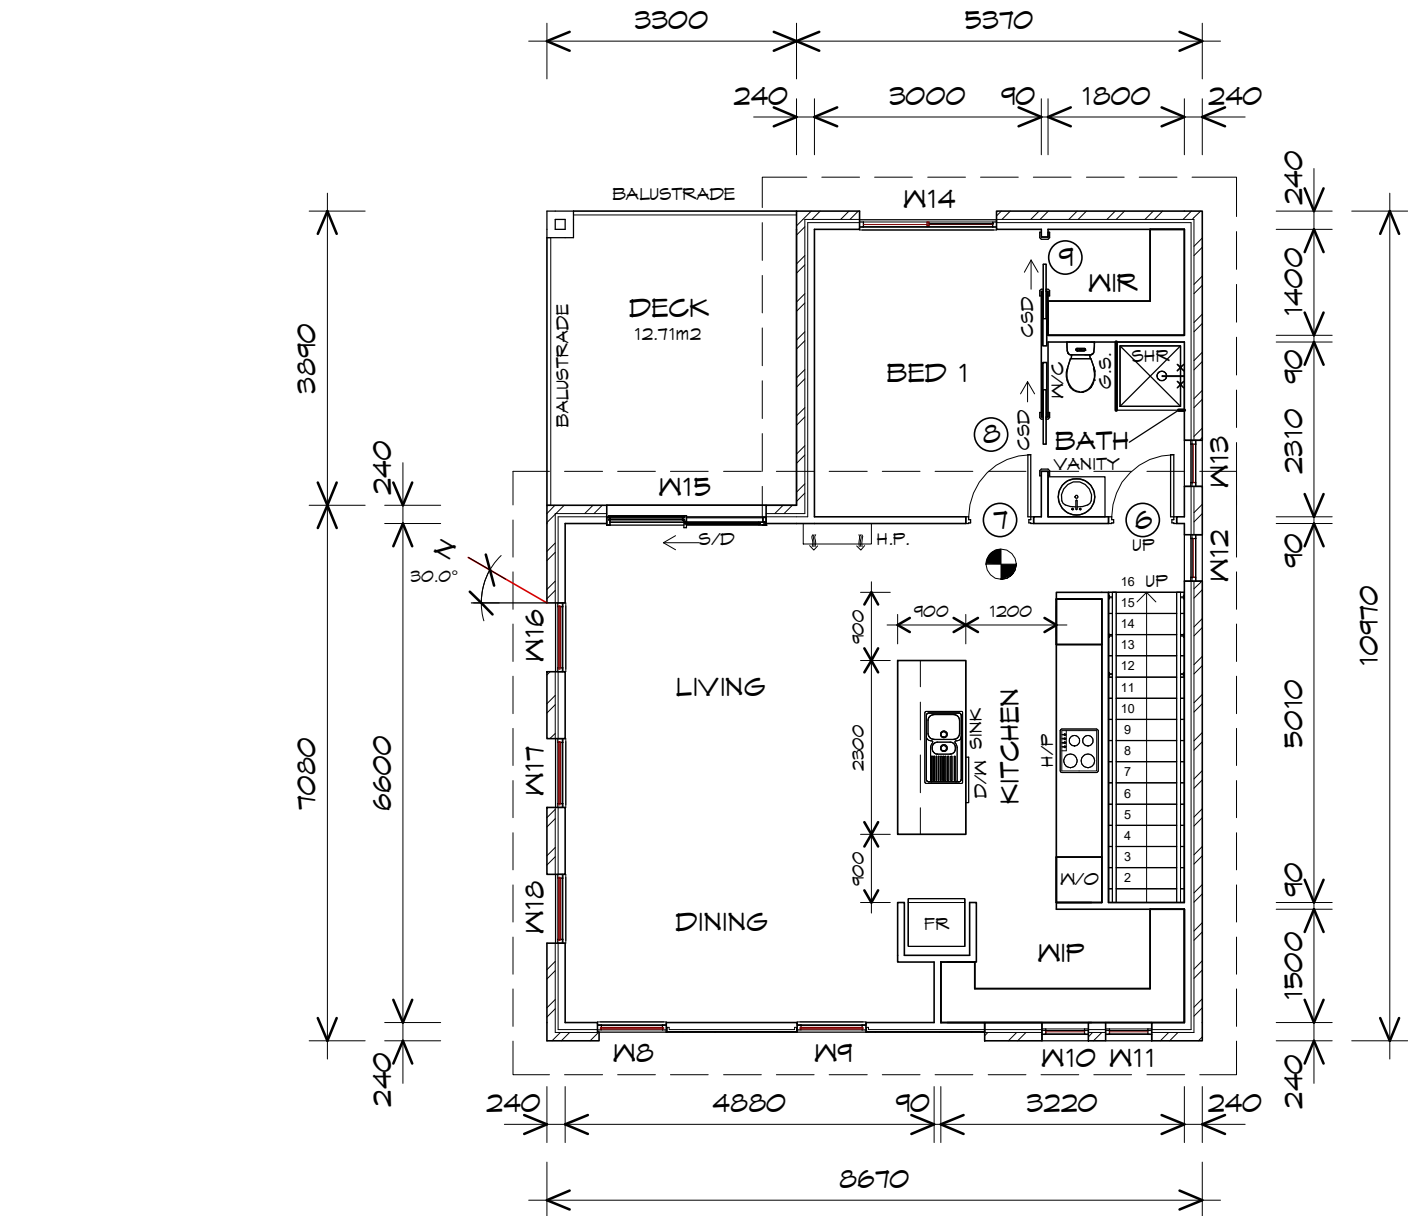 3300 5370
240 3000 90 1800 240
BALUSTRADE
W14
240
9
WIR
1400
DECK
12.71m2
BALUSTRADE
CSD
3890
BED 1
W/C
G.S.
SHR
90
8
CSD
BATH
VANITY
2310
W13
240
W15
S/D
H.P.
7
6
UP
W12
90
N
30.0°
16 UP
15
14
13
12
11
10
9
8
7
6
5
4
3
2
900
900 1200
W16
LIVING
10970
5010
7080
6600
W17
2300
SINK
D/W
KITCHEN
H/P
900
W/O
90
W18
DINING
FR
WIP
1500
W8 W9 W10 W11
240
240
240 4880 90 3220 240
8670